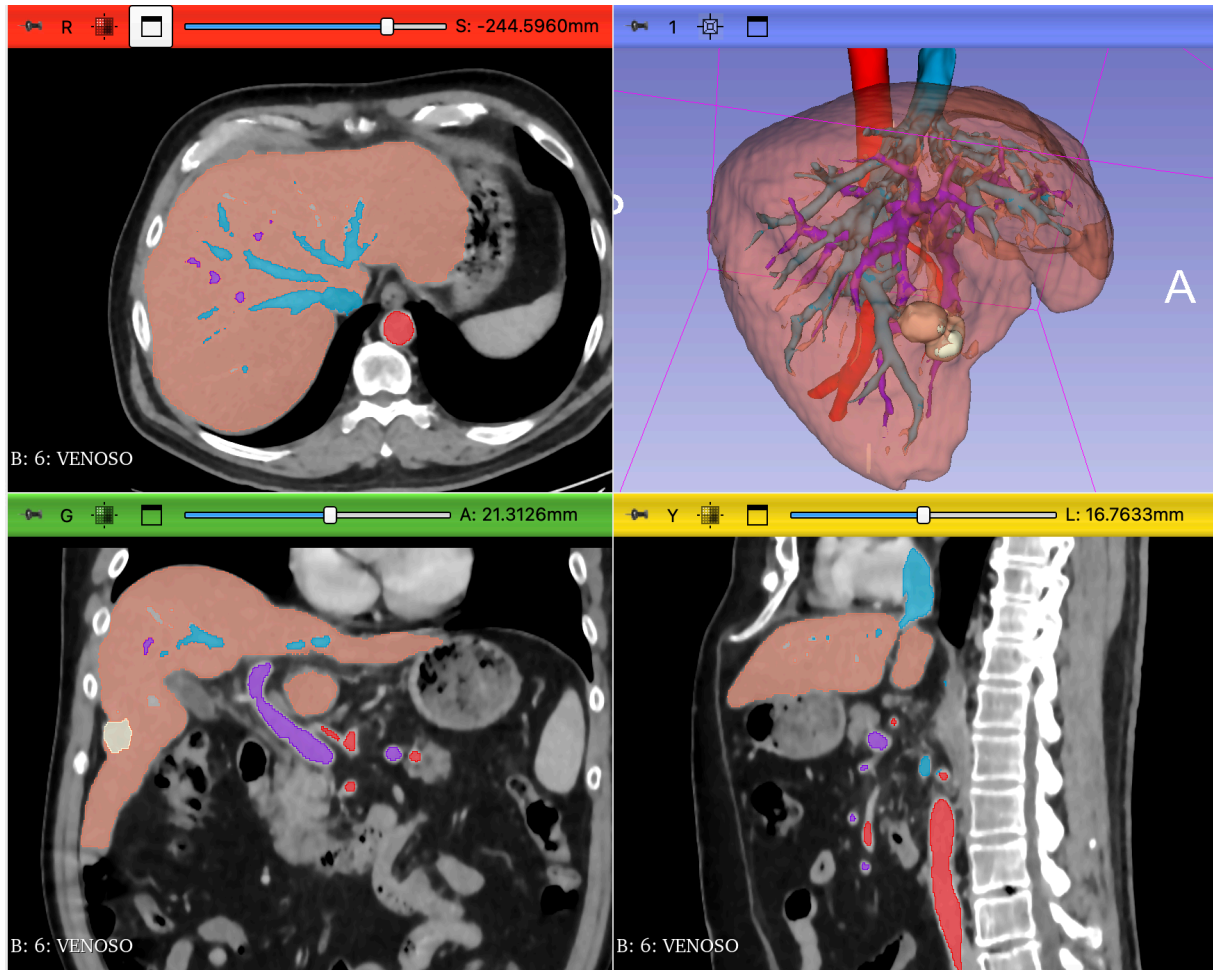 R
S: -244.5960mm
1
A
B: 6: VENOSO
G
A: 21.3126mm
Y
L: 16.7633mm
B: 6: VENOSO
B: 6: VENOSO